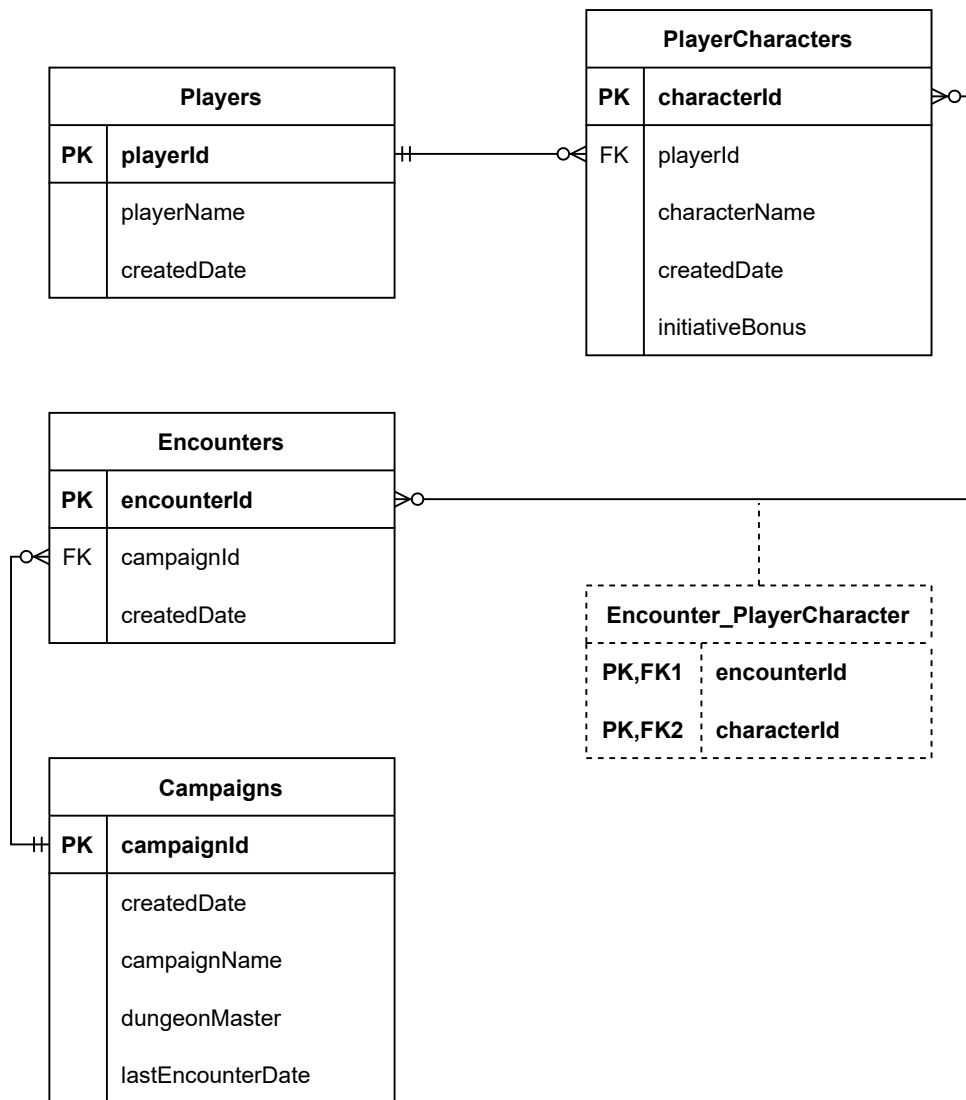 PlayerCharacters
PK characterId
FK playerId
characterName
createdDate
initiativeBonus
Players
PK playerId
playerName
createdDate
Encounters
PK encounterId
FK campaignId
createdDate
Encounter_PlayerCharacter
PK,FK1 encounterId
PK,FK2 characterId
Campaigns
PK campaignId
createdDate
campaignName
dungeonMaster
lastEncounterDate